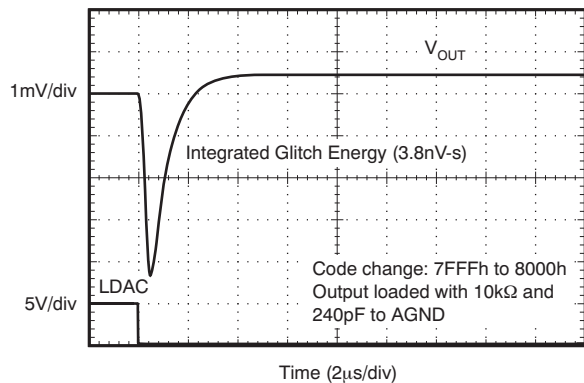 V_OUT
1mV/div
Integrated Glitch Energy (3.8nV-s)
LDAC
Code change: 7FFFh to 8000h
Output loaded with 10kΩ and
240pF to AGND
5V/div
Time (2μs/div)